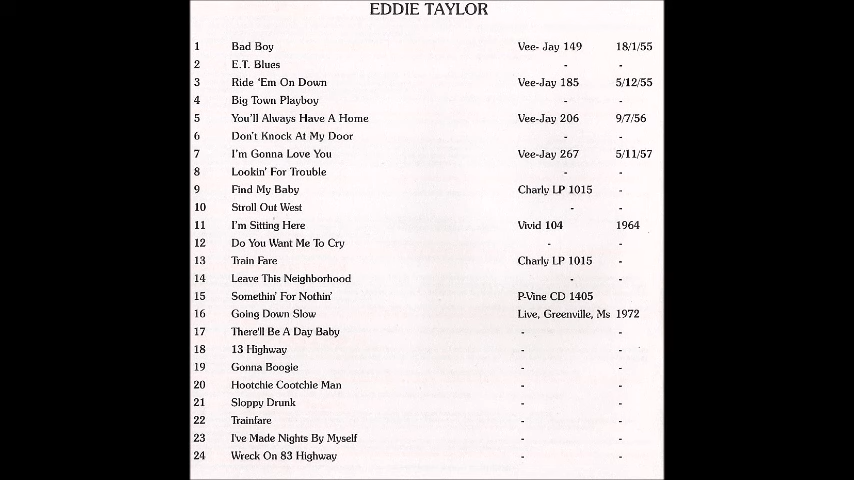 EDDIE TAYLOR
1 Bad Boy Vee- Jay 149 18/1/55
2 E.T. Blues - -
3 Ride 'Em On Down Vee-Jay 185 5/12/55
4 Big Town Playboy - -
5 You'll Always Have A Home Vee-Jay 206 9/7/56
6 Don't Knock At My Door - -
7 I'm Gonna Love You Vee-Jay 267 5/11/57
8 Lookin' For Trouble - -
9 Find My Baby Charly LP 1015 -
10 Stroll Out West - -
11 I'm Sitting Here Vivid 104 1964
12 Do You Want Me To Cry - -
13 Train Fare Charly LP 1015 -
14 Leave This Neighborhood - -
15 Somethin' For Nothin' P-Vine CD 1405
16 Going Down Slow Live, Greenville, Ms 1972
17 There'll Be A Day Baby - -
18 13 Highway - -
19 Gonna Boogie - -
20 Hootchie Cootchie Man - -
21 Sloppy Drunk - -
22 Trainfare - -
23 I've Made Nights By Myself - -
24 Wreck On 83 Highway - -